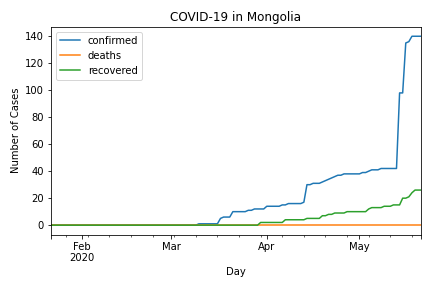 COVID-19 in Mongolia
confirmed
deaths
recovered
Number of Cases
140
120
100
80
60
40
20
0
Feb
2020
Mar
Apr
May
Day